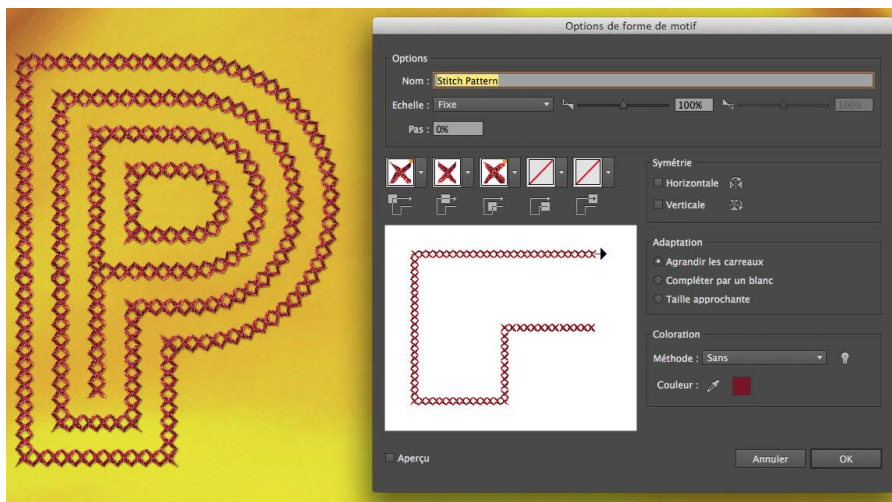 P
Options de forme de motif
Options
Nom : Stitch Pattern
Echelle : Fixe 100% 100%
Pas : 0%
Symétrie
Horizontale
Verticale
Adaptation
Agrandir les carreaux
Compléter par un blanc
Taille approchante
Coloration
Méthode : Sans
Couleur :
Aperçu
Annuler OK